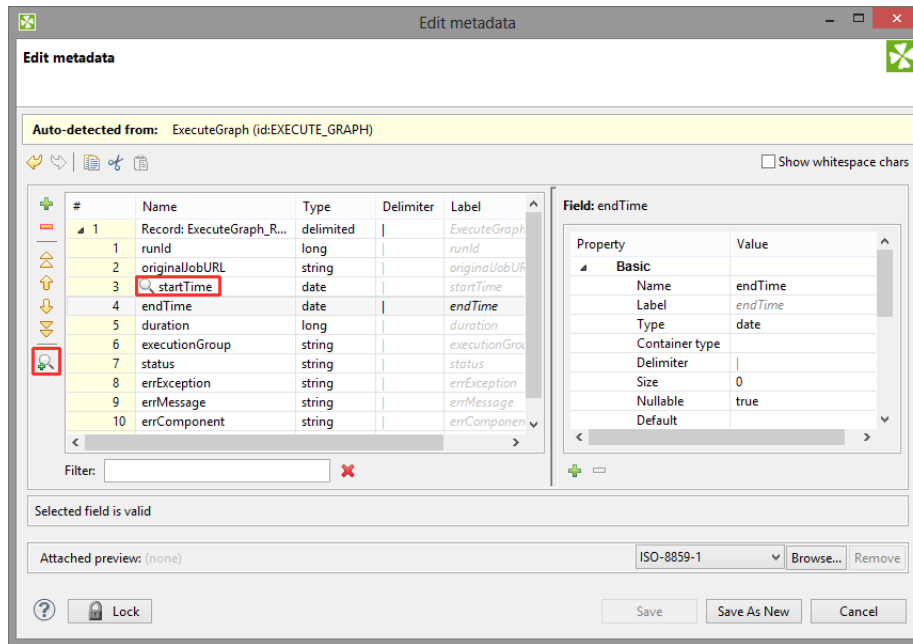 Edit metadata
Edit metadata
Auto-detected from: ExecuteGraph (id:EXECUTE_GRAPH)
Show whitespace chars
# Name Type Delimiter Label
1 Record: ExecuteGraph_R... delimited | ExecuteGraph
1 runId long | runId
2 originalJobURL string | originalJobUR
3 startTime date | startTime
4 endTime date | endTime
5 duration long | duration
6 executionGroup string | executionGrou
7 status string | status
8 errException string | errException
9 errMessage string | errMessage
10 errComponent string | errComponen
Filter:
Field: endTime
Property Value
Basic
Name endTime
Label endTime
Type date
Container type
Delimiter |
Size 0
Nullable true
Default
Selected field is valid
Attached preview: (none) ISO-8859-1 Browse... Remove
? Lock Save Save As New Cancel